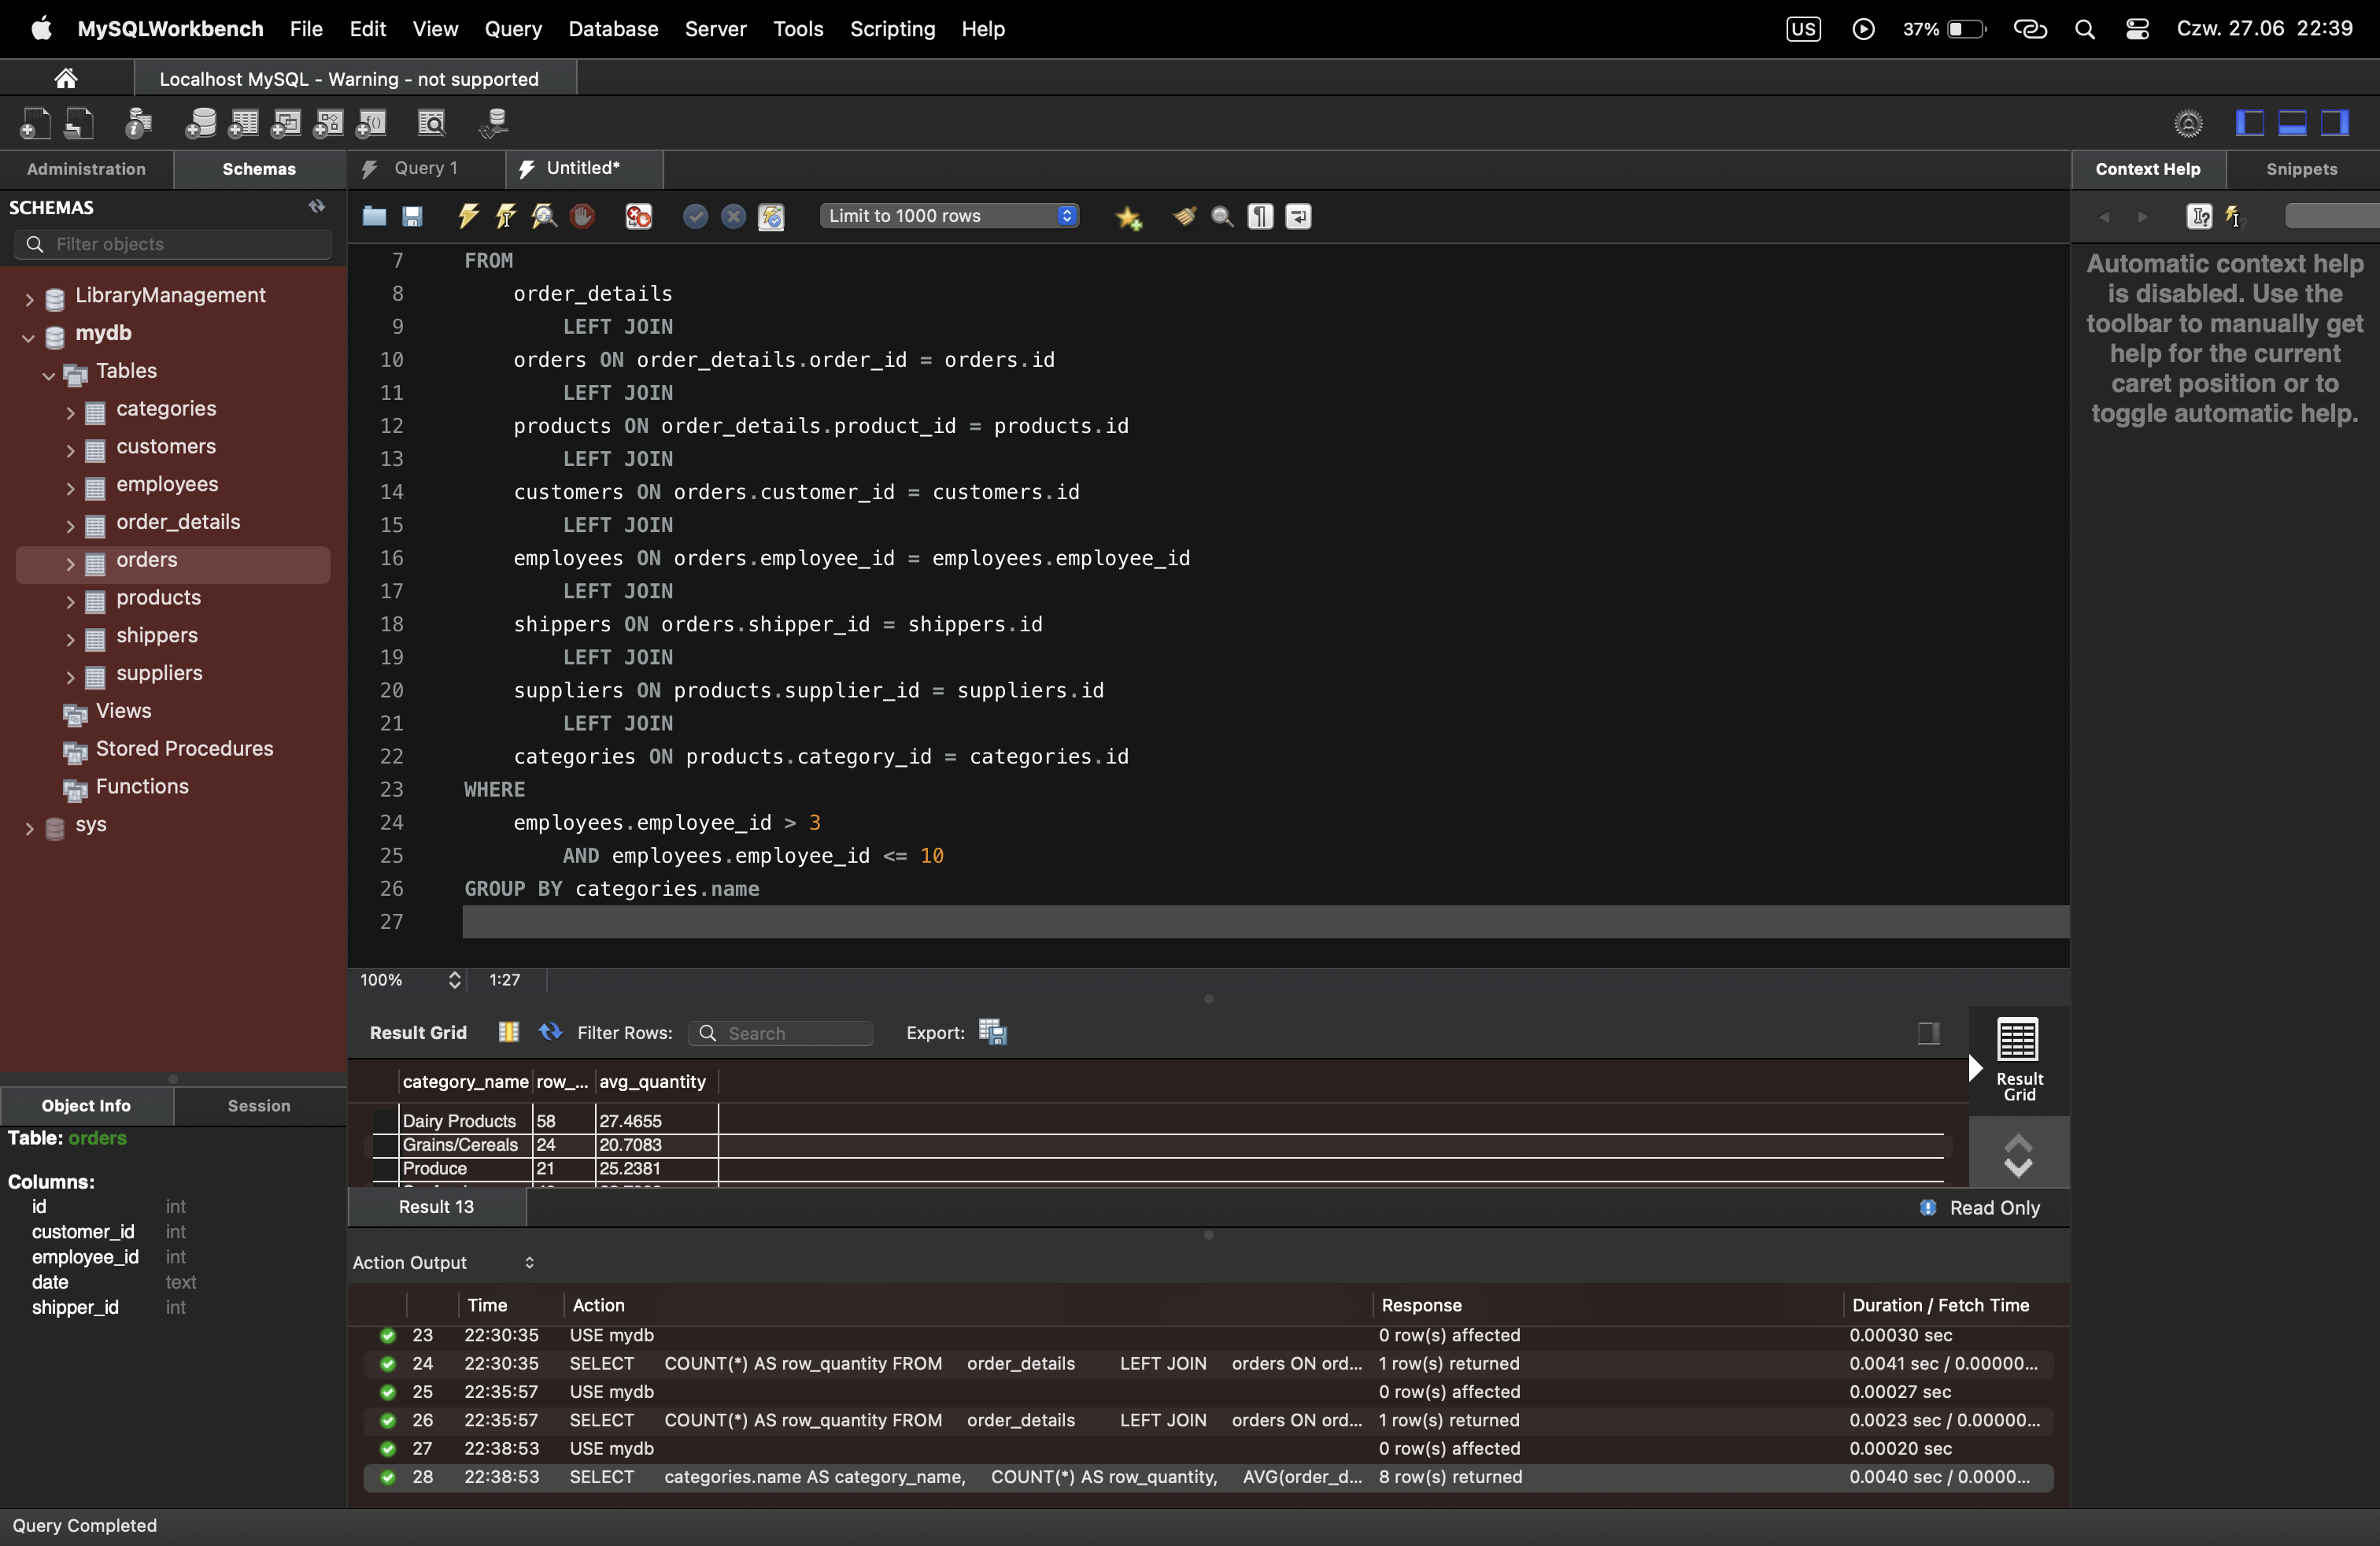 MySQLWorkbench File Edit View Query Database Server Tools Scripting Help US 37% Czw. 27.06 22:39
Localhost MySQL - Warning - not supported
Administration Schemas Query 1 Untitled* Context Help Snippets
SCHEMAS
Limit to 1000 rows
Filter objects
LibraryManagement
mydb
Tables
categories
customers
employees
order_details
orders
products
shippers
suppliers
Views
Stored Procedures
Functions
sys
7 FROM
8 order_details
9 LEFT JOIN
10 orders ON order_details.order_id = orders.id
11 LEFT JOIN
12 products ON order_details.product_id = products.id
13 LEFT JOIN
14 customers ON orders.customer_id = customers.id
15 LEFT JOIN
16 employees ON orders.employee_id = employees.employee_id
17 LEFT JOIN
18 shippers ON orders.shipper_id = shippers.id
19 LEFT JOIN
20 suppliers ON products.supplier_id = suppliers.id
21 LEFT JOIN
22 categories ON products.category_id = categories.id
23 WHERE
24 employees.employee_id > 3
25 AND employees.employee_id <= 10
26 GROUP BY categories.name
27
Automatic context help
is disabled. Use the
toolbar to manually get
help for the current
caret position or to
toggle automatic help.
100% 1:27
Result Grid Filter Rows: Search Export:
Result
Grid
category_name row_... avg_quantity
Dairy Products 58 27.4655
Grains/Cereals 24 20.7083
Produce 21 25.2381
Result 13 Read Only
Object Info Session
Table: orders
Columns:
id int
customer_id int
employee_id int
date text
shipper_id int
Action Output
Time Action Response Duration / Fetch Time
23 22:30:35 USE mydb 0 row(s) affected 0.00030 sec
24 22:30:35 SELECT COUNT(*) AS row_quantity FROM order_details LEFT JOIN orders ON ord... 1 row(s) returned 0.0041 sec / 0.00000...
25 22:35:57 USE mydb 0 row(s) affected 0.00027 sec
26 22:35:57 SELECT COUNT(*) AS row_quantity FROM order_details LEFT JOIN orders ON ord... 1 row(s) returned 0.0023 sec / 0.00000...
27 22:38:53 USE mydb 0 row(s) affected 0.00020 sec
28 22:38:53 SELECT categories.name AS category_name, COUNT(*) AS row_quantity, AVG(order_d... 8 row(s) returned 0.0040 sec / 0.0000...
Query Completed